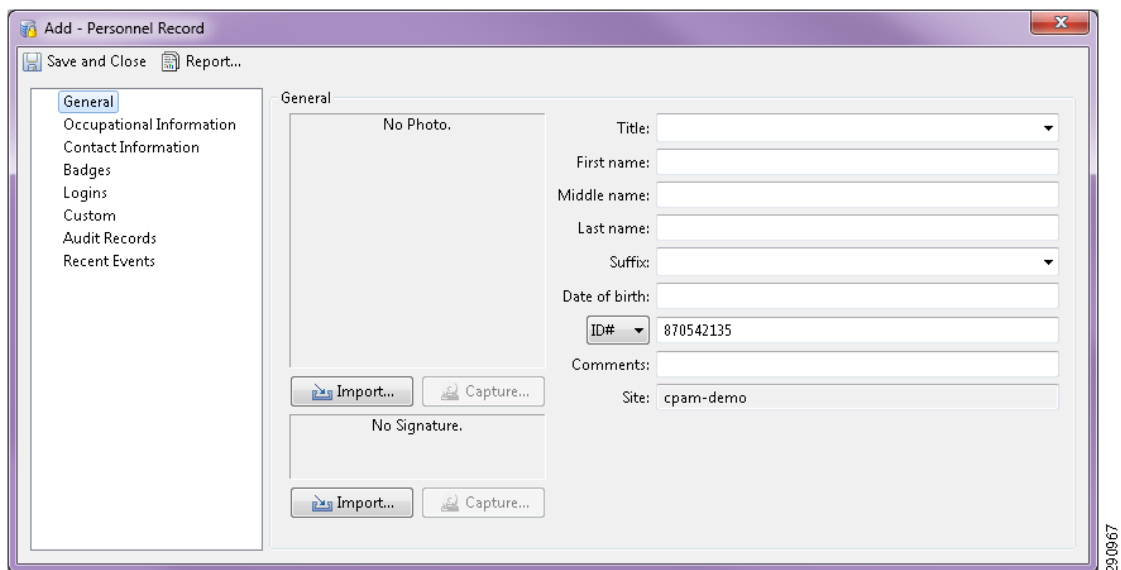 Add - Personnel Record
Save and Close Report...
General
Occupational Information
Contact Information
Badges
Logins
Custom
Audit Records
Recent Events
General
No Photo.
Import... Capture...
No Signature.
Import... Capture...
Title:
First name:
Middle name:
Last name:
Suffix:
Date of birth:
ID# 870542135
Comments:
Site: cpam-demo
290967